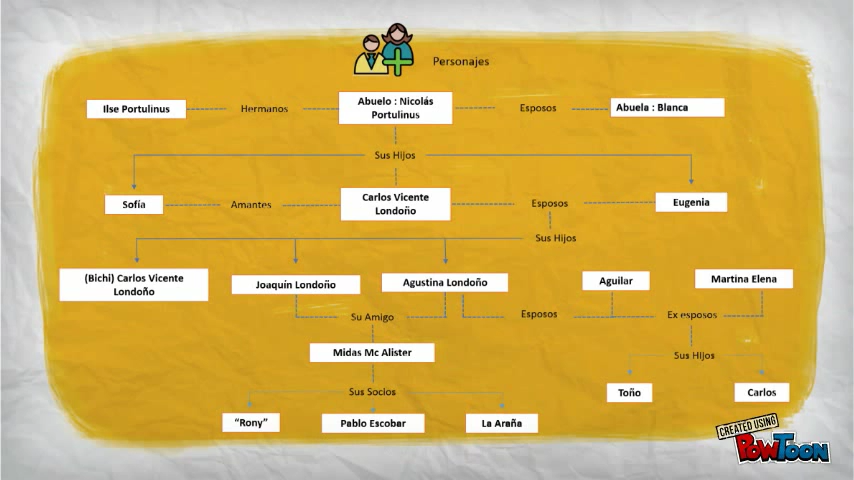 Personajes
Ilse Portulinus
Hermanos
Abuelo : Nicolás
Portulinus
Esposos
Abuela : Blanca
Sus Hijos
Sofía
Amantes
Carlos Vicente
Londoño
Esposos
Eugenia
Sus Hijos
(Bichi) Carlos Vicente
Londoño
Joaquín Londoño
Agustina Londoño
Aguilar
Martina Elena
Su Amigo
Esposos
Ex esposos
Midas Mc Alister
Sus Hijos
Sus Socios
Toño
Carlos
"Rony"
Pablo Escobar
La Araña
CREATED USING
POWTOON